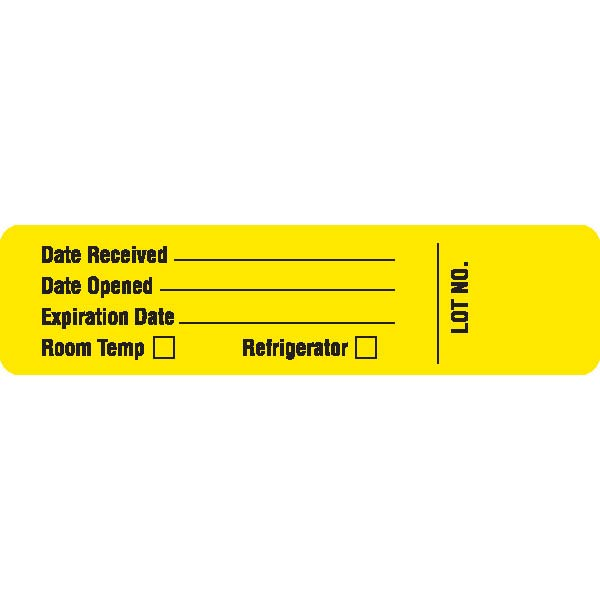 Date Received
Date Opened
Expiration Date
Room Temp
Refrigerator
LOT NO.